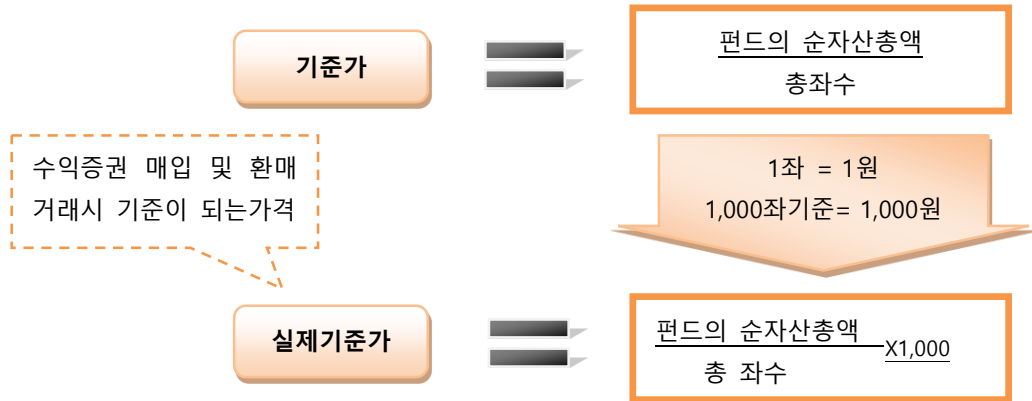 기준가
펀드의 순자산총액
총좌수
수익증권 매입 및 환매
거래시 기준이 되는가격
1좌 = 1원
1,000좌기준= 1,000원
실제기준가
펀드의 순자산총액
X1,000
총 좌수